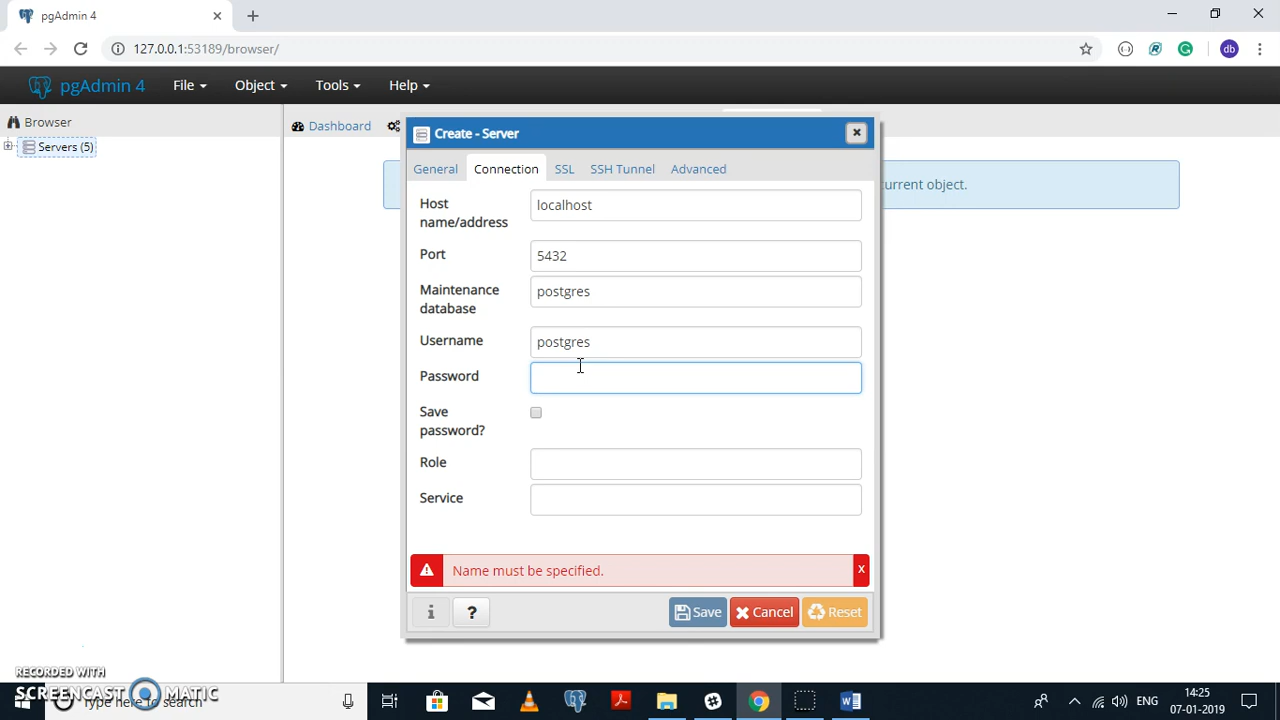 pgAdmin 4
127.0.0.1:53189/browser/
db
pgAdmin 4 File Object Tools Help
Browser
Dashboard
Servers (5)
urrent object.
Create - Server
General Connection SSL SSH Tunnel Advanced
Host name/address
localhost
Port
5432
Maintenance database
postgres
Username
postgres
Password
Save password?
Role
Service
Name must be specified.
x
i ? Save Cancel Reset
RECORDED WITH
SCREENCAST MATIC
Type here to search
ENG
14:25
07-01-2019